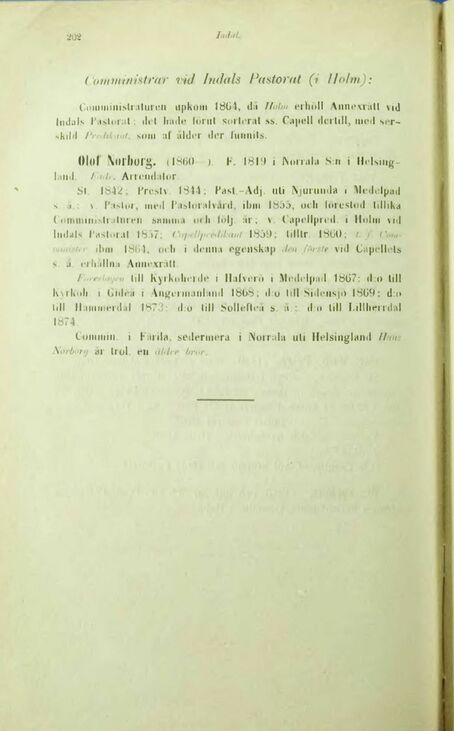 202
Indal.
Comministrar vid Indals Pastorat (i Holm):
Comministraturen upkom 1864, då Holm erhöll Annexrätt vid
Indals Pastorat; det hade förut sorterat ss. Capell dertill, med ser-
skild Predikant, som af ålder der funnits.
Olof Norborg. (1860— ). F. 1819 i Norrala S:n i Helsing-
land. Fade. Arrendator.
St. 1842; Prestv. 1844; Past.-Adj. uti Njurunda i Medelpad
s. å.; v. Pastor, med Pastoralvård, ibm 1855, och förestod tillika
Comministraturen samma och följ. år; v. Capellpred. i Holm vid
Indals Pastorat 1857; Capellpredikant 1859; tilltr. 1860; t. f. Com-
minister ibm 1864, och i denna egenskap den förste vid Capellets
s. å. erhållna Annexrätt.
Föreslagen till Kyrkoherde i Hafverö i Medelpad 1867; d:o till
Kyrkoh. i Gideå i Ångermanland 1868; d:o till Sidensjö 1869; d:o
till Hammerdal 1873; d:o till Sollefteå s. å.; d:o till Lillherrdal
1874.
Commin. i Färila, sedermera i Norrala uti Helsingland Hans
Norborg är trol. en äldre bror.